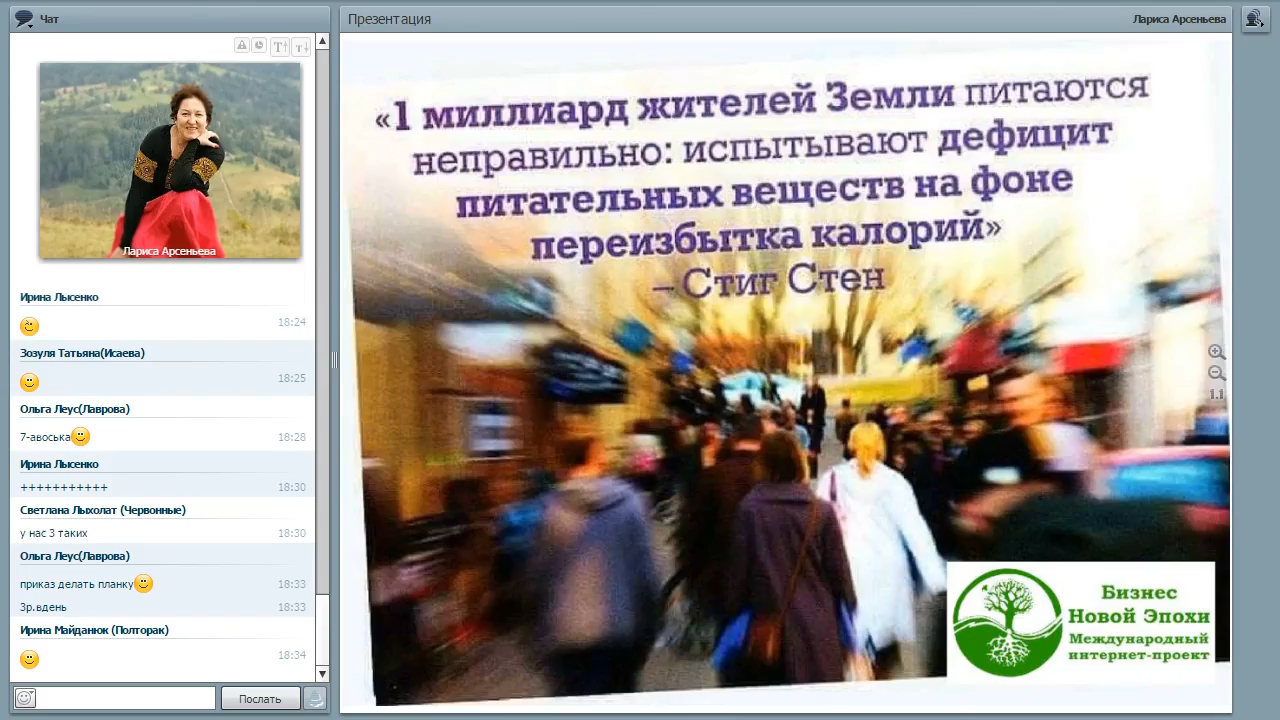 Чат
Лариса Арсеньева
Ирина Лысенко
18:24
Зозуля Татьяна(Исаева)
18:25
Ольга Леус(Лаврова)
7-авоська
18:28
Ирина Лысенко
+++++++++++
18:30
Светлана Лыхолат (Червонные)
у нас 3 таких
18:30
Ольга Леус(Лаврова)
приказ делать планку
18:33
3р.вдень
18:33
Ирина Майданюк (Полторак)
18:34
Послать
Презентация
Лариса Арсеньева
«1 миллиард жителей Земли питаются
неправильно: испытывают дефицит
питательных веществ на фоне
переизбытка калорий»
– Стиг Стен
1.1
Бизнес
Новой Эпохи
Международный
интернет-проект